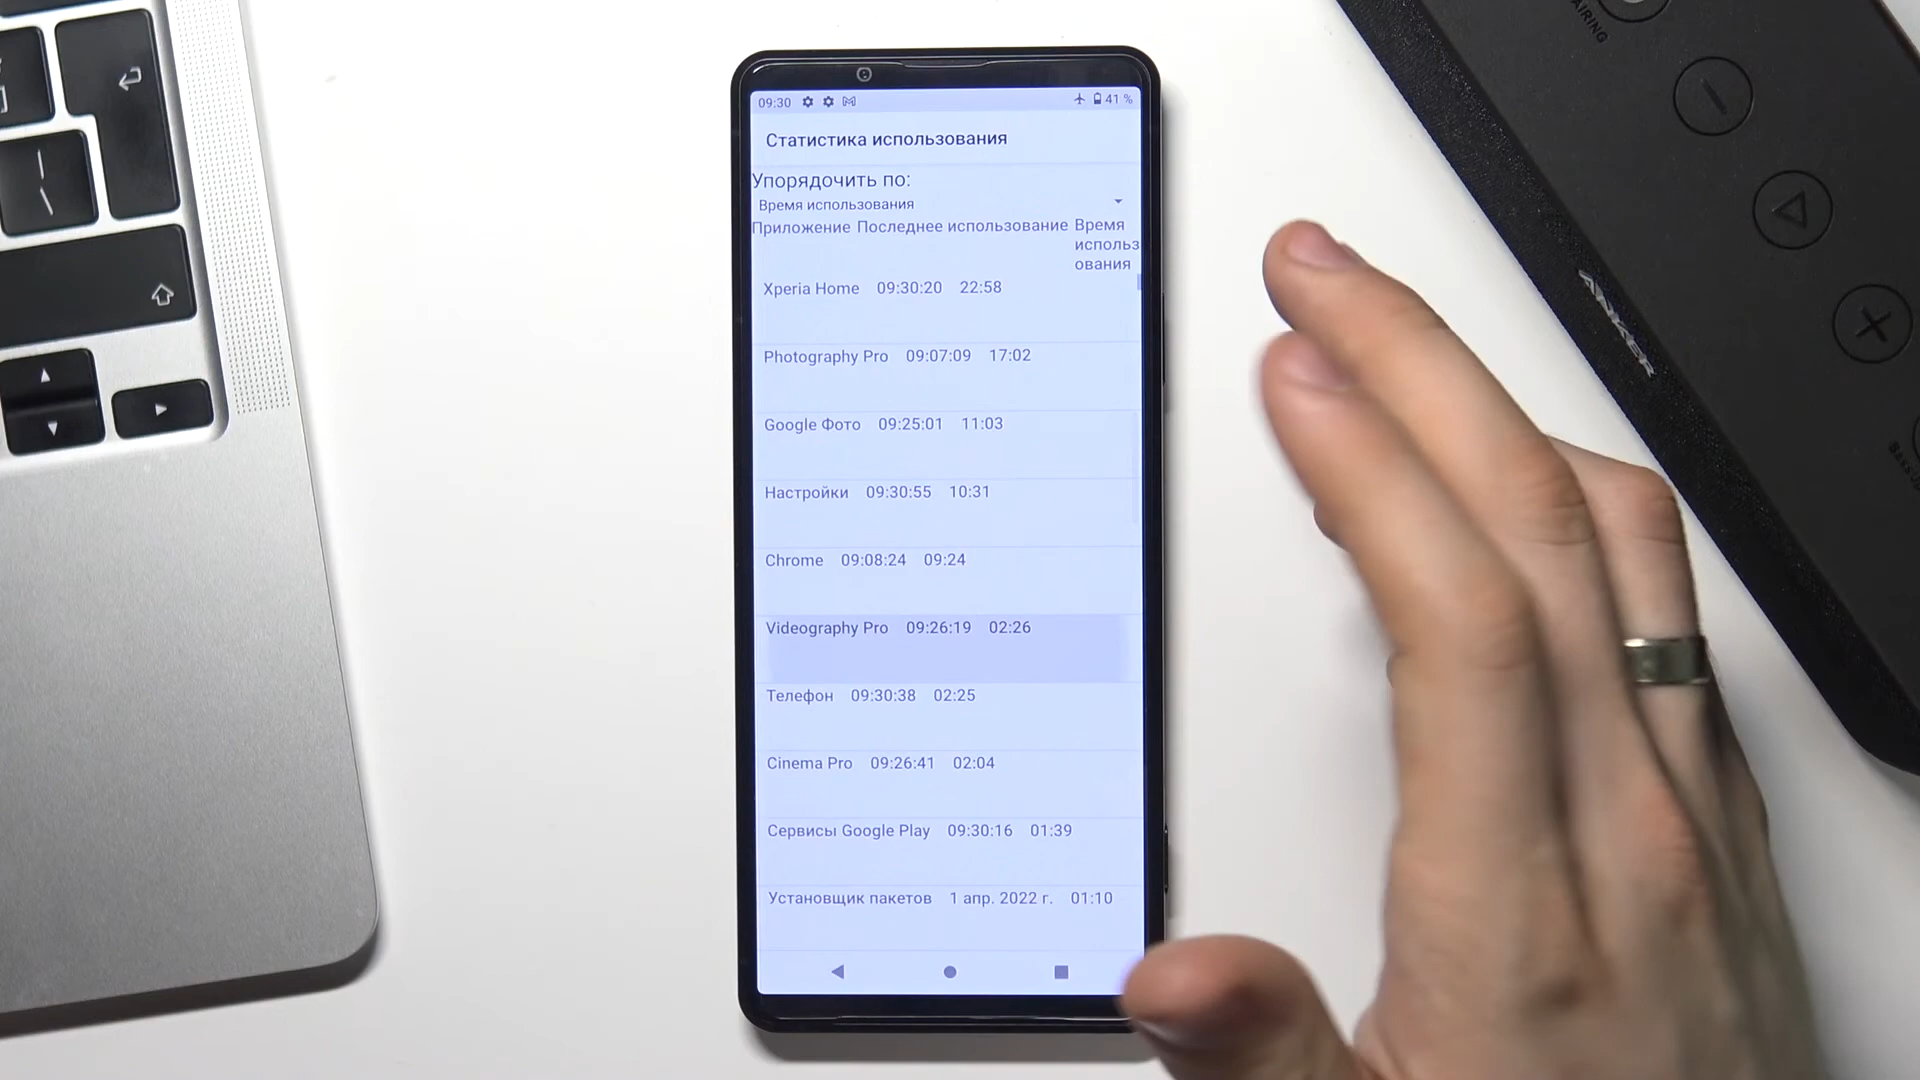 09:30 41 %
Статистика использования
Упорядочить по:
Время использования
Приложение Последнее использование Время
использ
ования
Xperia Home 09:30:20 22:58
Photography Pro 09:07:09 17:02
Google Фото 09:25:01 11:03
Настройки 09:30:55 10:31
Chrome 09:08:24 09:24
Videography Pro 09:26:19 02:26
Телефон 09:30:38 02:25
Cinema Pro 09:26:41 02:04
Сервисы Google Play 09:30:16 01:39
Установщик пакетов 1 апр. 2022 г. 01:10
ANKER